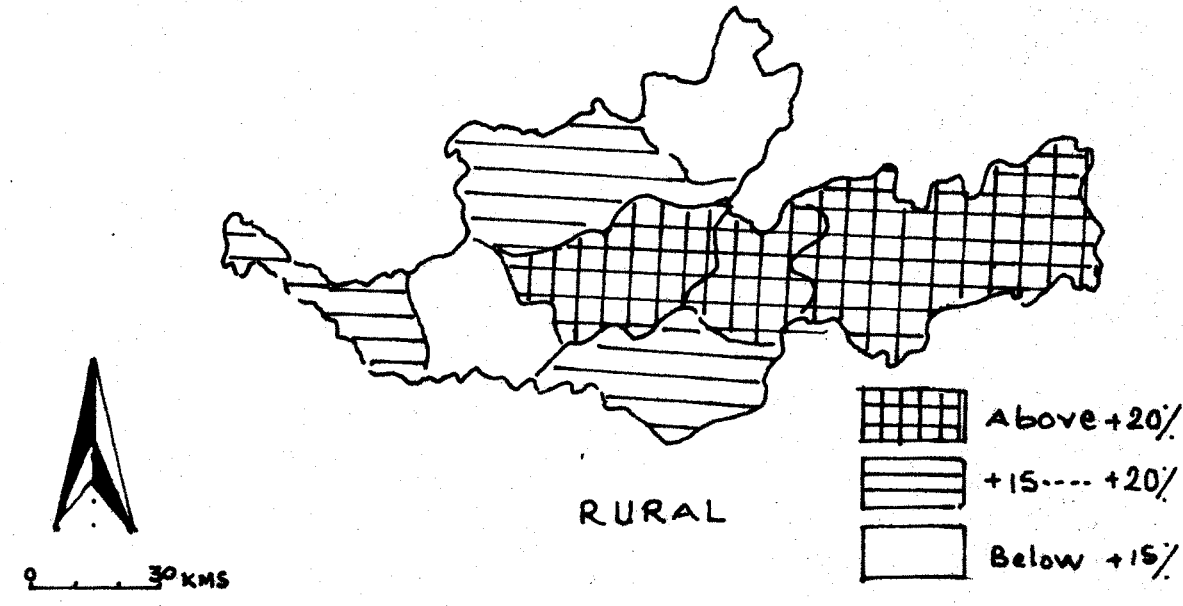 Above +20%
+15---- +20%
RURAL
Below +15%
0 30 KMS